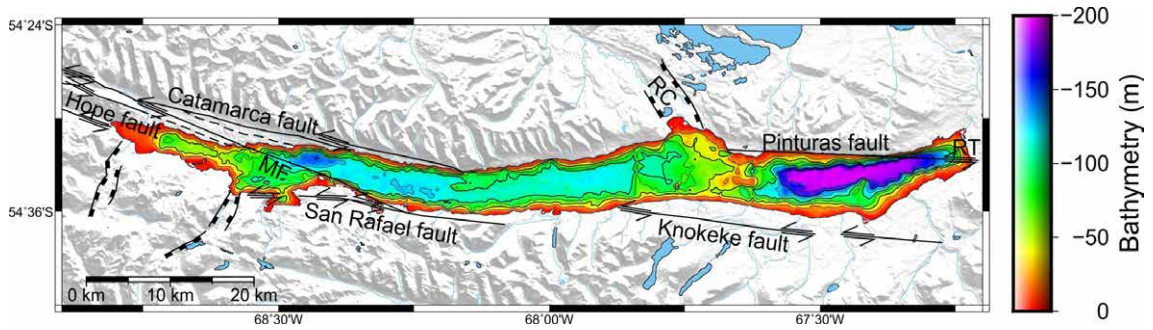 54˚24'S
54˚36'S
Hope fault
Catamarca fault
MF
San Rafael fault
RC
Pinturas fault
RT
Knokeke fault
0 km 10 km 20 km
68˚30'W 68˚00'W 67˚30'W
−200
−150
−100
−50
0
Bathymetry (m)